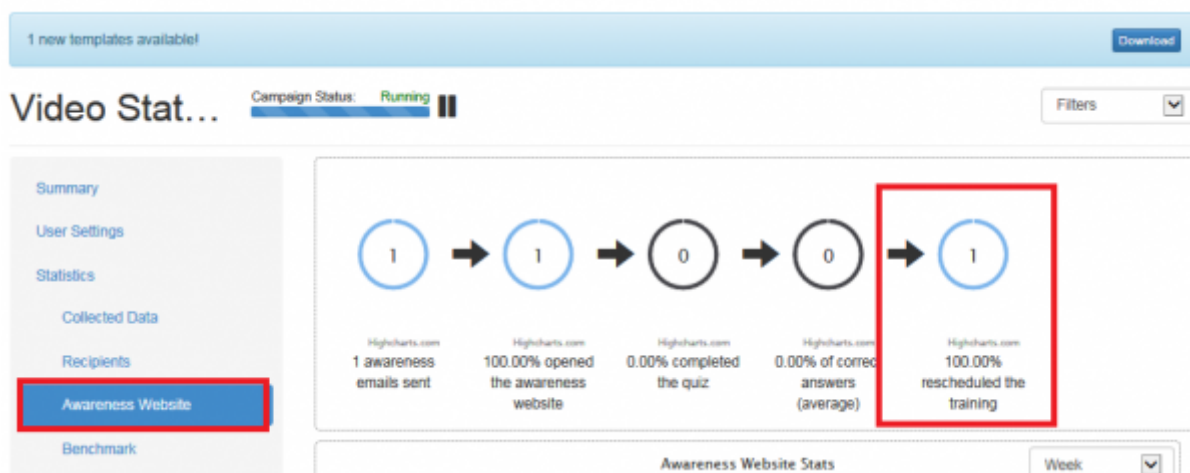 1 new templates available!
Download
Video Stat...
Campaign Status: Running
Filters
Summary
User Settings
Statistics
Collected Data
Recipients
Awareness Website
Benchmark
1
1
0
0
1
Highcharts.com
Highcharts.com
Highcharts.com
Highcharts.com
Highcharts.com
1 awareness
emails sent
100.00% opened
the awareness
website
0.00% completed
the quiz
0.00% of correc
answers
(average)
100.00%
rescheduled the
training
Awareness Website Stats
Week